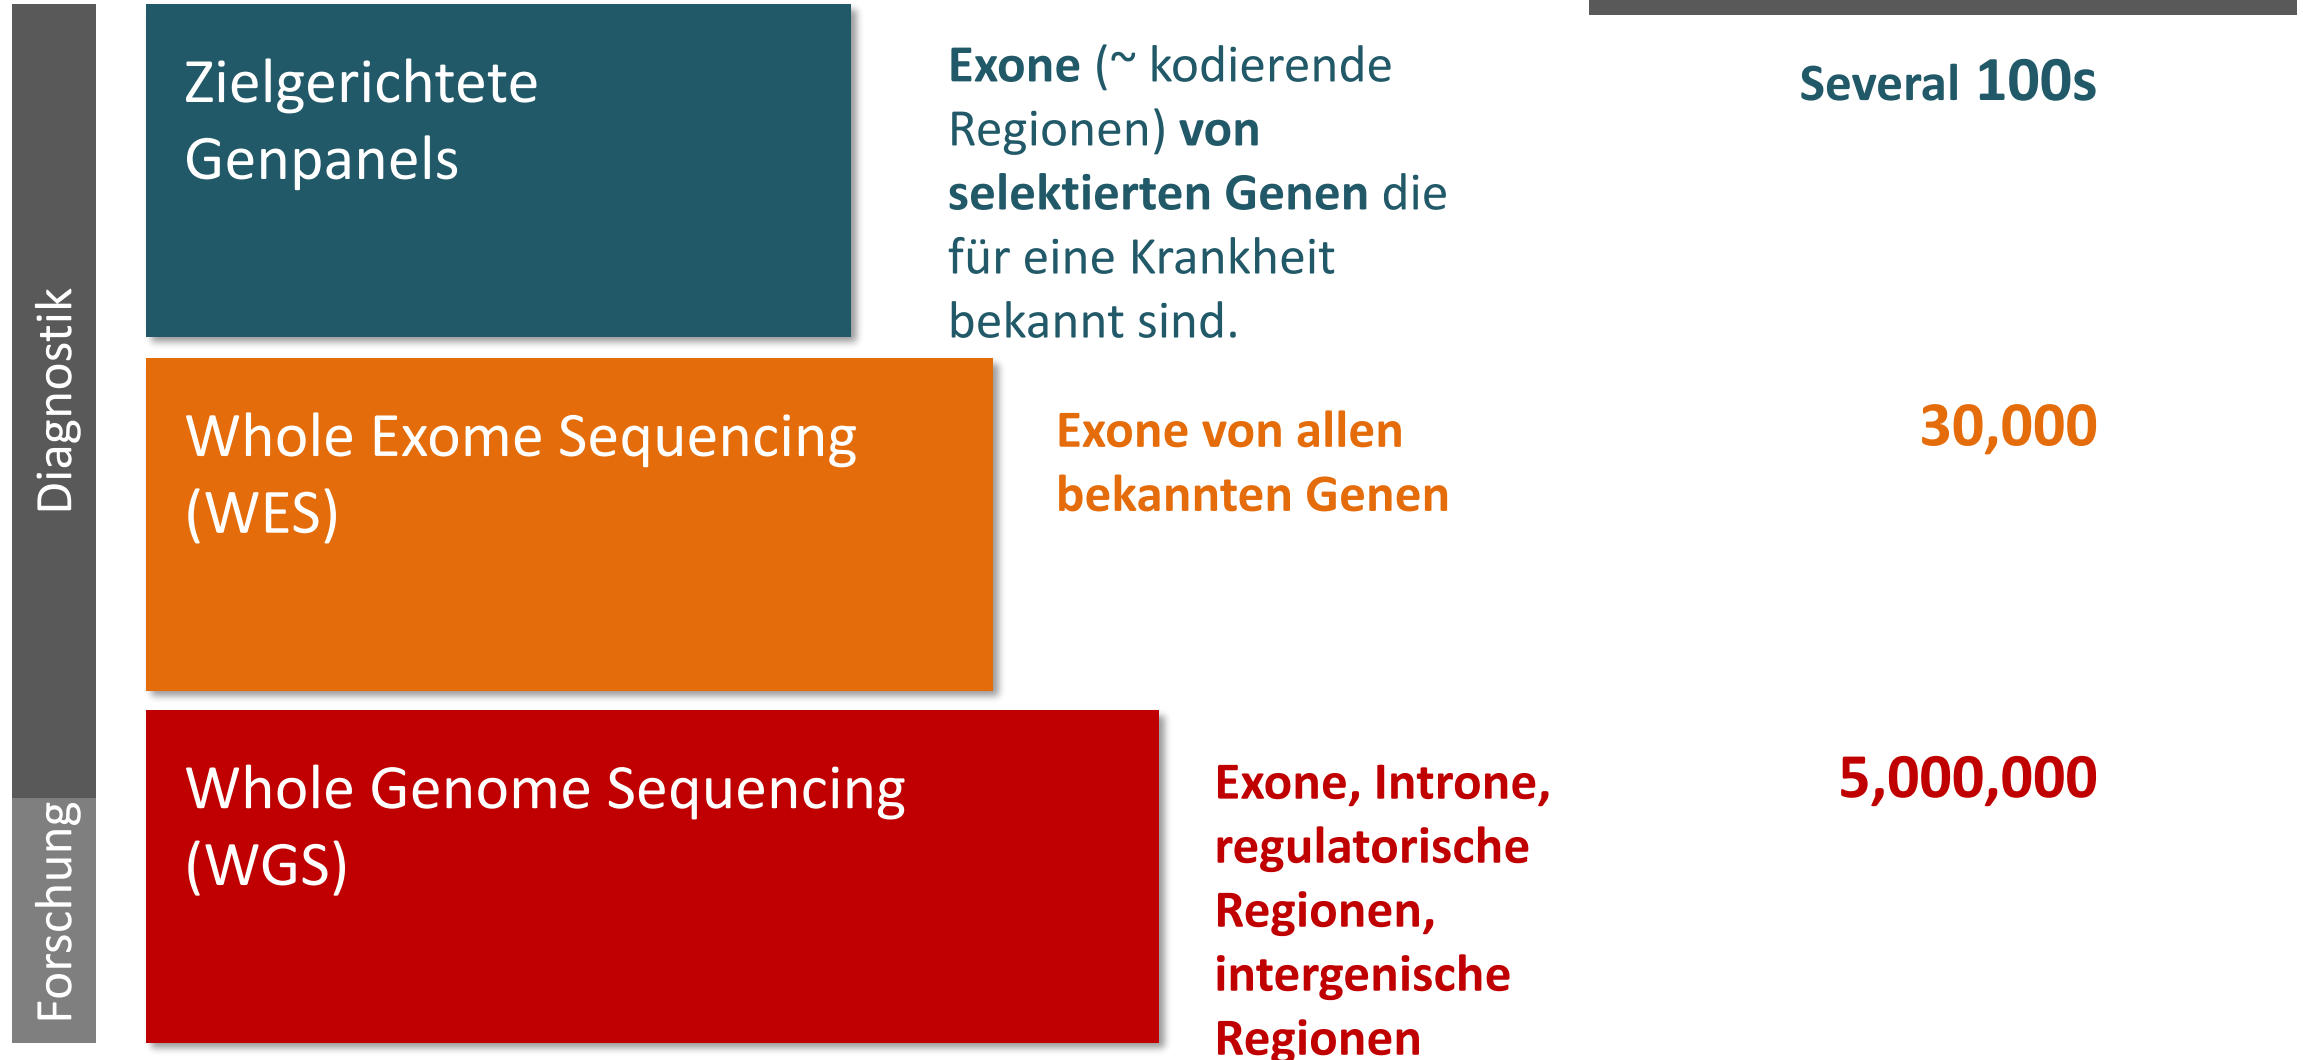 Diagnostik
Forschung
Zielgerichtete
Genpanels
Exone (~ kodierende
Regionen) von
selektierten Genen die
für eine Krankheit
bekannt sind.
Several 100s
Whole Exome Sequencing
(WES)
Exone von allen
bekannten Genen
30,000
Whole Genome Sequencing
(WGS)
Exone, Introne,
regulatorische
Regionen,
intergenische
Regionen
5,000,000